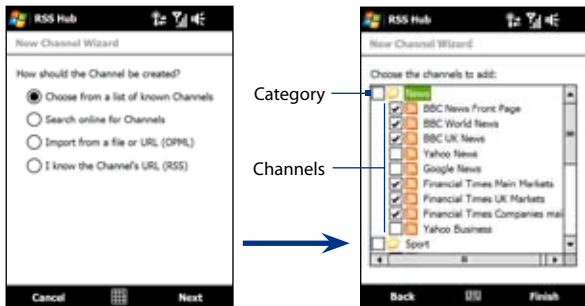 RSS Hub
New Channel Wizard
How should the Channel be created?
Choose from a list of known Channels
Search online for Channels
Import from a file or URL (OPML)
I know the Channel's URL (RSS)
Cancel
Next
Category
Channels
RSS Hub
New Channel Wizard
Choose the channels to add:
News
BBC News Front Page
BBC World News
BBC UK News
Yahoo News
Google News
Financial Times Main Markets
Financial Times UK Markets
Financial Times Companies mai
Yahoo Business
Sport
Back
Finish